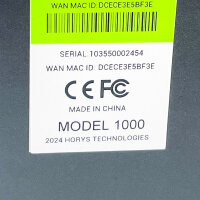 WAN MAC ID: DCECE3E5BF3E
SERIAL 103550002454
WAN MAC ID: DCECE3E5BF3E
CE FC
MADE IN CHINA
MODEL 1000
2024 HORYS TECHNOLOGIES